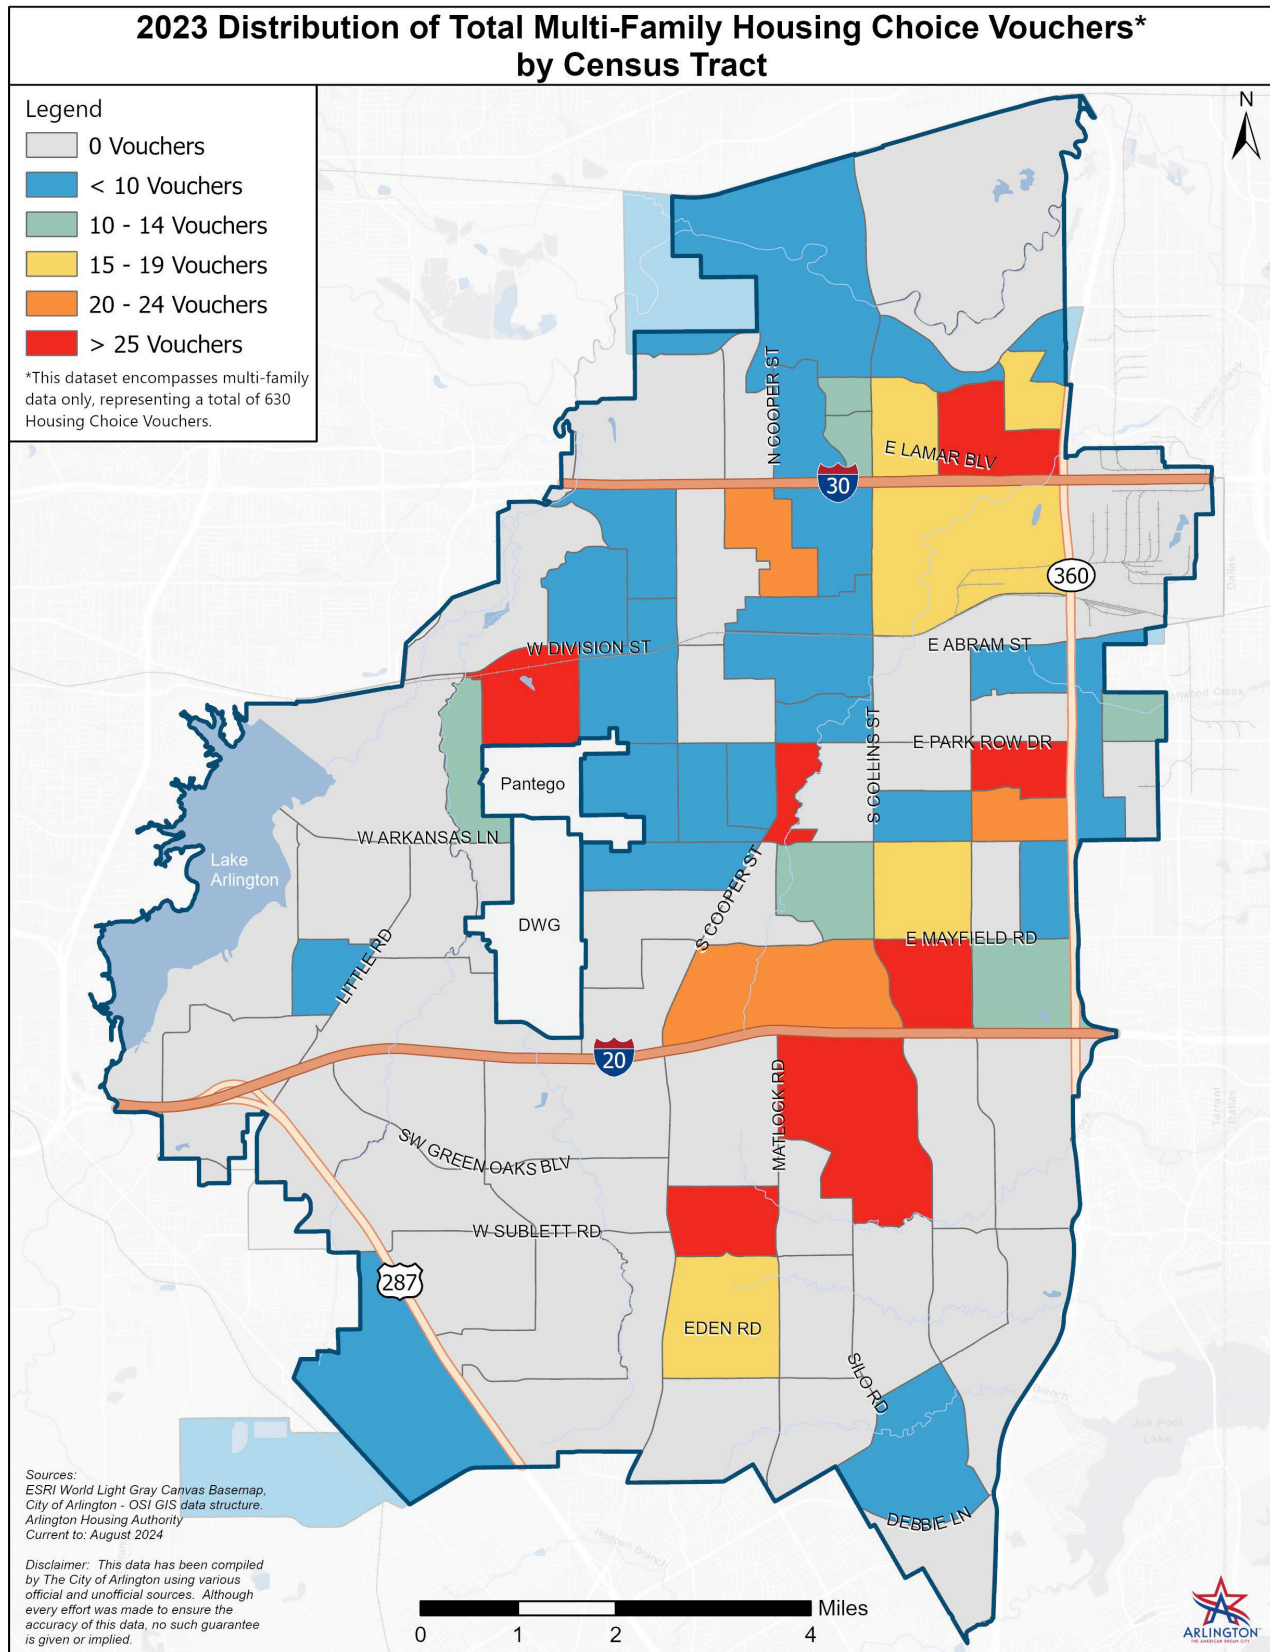 2023 Distribution of Total Multi-Family Housing Choice Vouchers*
by Census Tract
Legend
0 Vouchers
< 10 Vouchers
10 - 14 Vouchers
15 - 19 Vouchers
20 - 24 Vouchers
> 25 Vouchers
*This dataset encompasses multi-family
data only, representing a total of 630
Housing Choice Vouchers.
N
N COOPER ST
E LAMAR BLV
30
360
W DIVISION ST
E ABRAM ST
S COLLINS ST
E PARK ROW DR
Pantego
W ARKANSAS LN
Lake
Arlington
S COOPER ST
DWG
E MAYFIELD RD
LITTLE RD
20
MATLOCK RD
SW GREEN OAKS BLV
W SUBLETT RD
287
EDEN RD
SILO RD
Joe Pool
Lake
DEBBIE LN
Sources:
ESRI World Light Gray Canvas Basemap,
City of Arlington - OSI GIS data structure.
Arlington Housing Authority
Current to: August 2024
Disclaimer: This data has been compiled
by The City of Arlington using various
official and unofficial sources. Although
every effort was made to ensure the
accuracy of this data, no such guarantee
is given or implied.
Miles
0 1 2 4
ARLINGTON
THE AMERICAN DREAM CITY